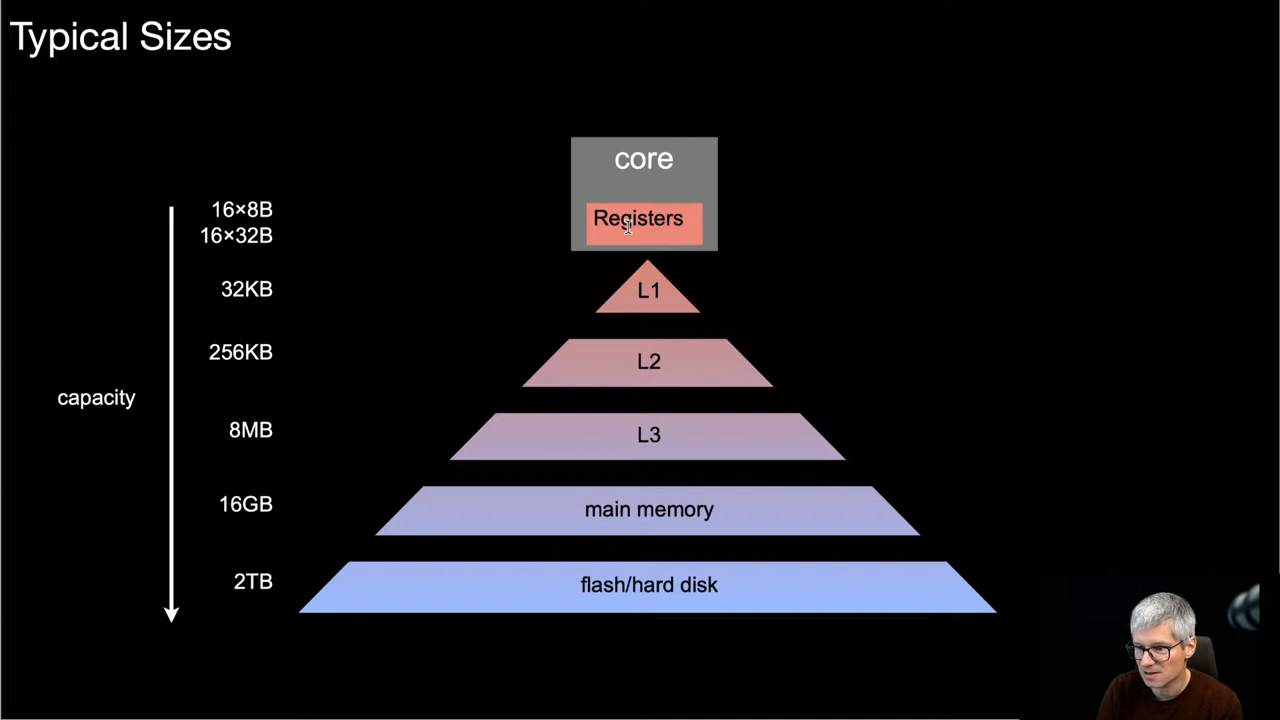 Typical Sizes
core
16×8B
Registers
16×32B
32KB
L1
256KB
L2
capacity
8MB
L3
16GB
main memory
2TB
flash/hard disk